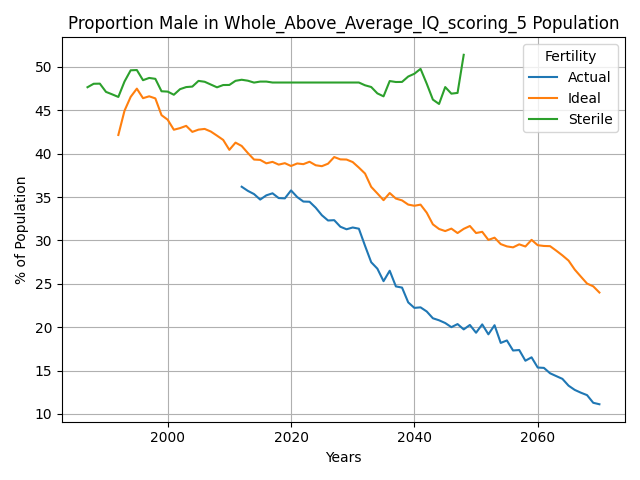 Proportion Male in Whole_Above_Average_IQ_scoring_5 Population
Fertility
Actual
Ideal
Sterile
% of Population
50
45
40
35
30
25
20
15
10
2000
2020
2040
2060
Years